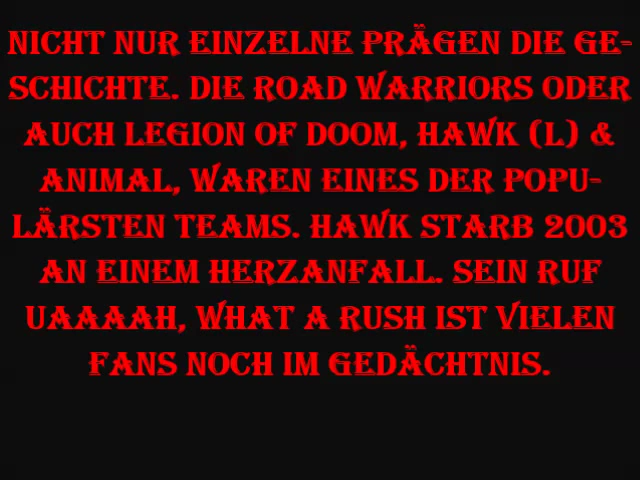 NICHT NUR EINZELNE PRÄGEN DIE GE-
SCHICHTE. DIE ROAD WARRIORS ODER
AUCH LEGION OF DOOM, HAWK (L) &
ANIMAL, WAREN EINES DER POPU-
LÄRSTEN TEAMS. HAWK STARB 2003
AN EINEM HERZANFALL. SEIN RUF
UAAAAH, WHAT A RUSH IST VIELEN
FANS NOCH IM GEDÄCHTNIS.